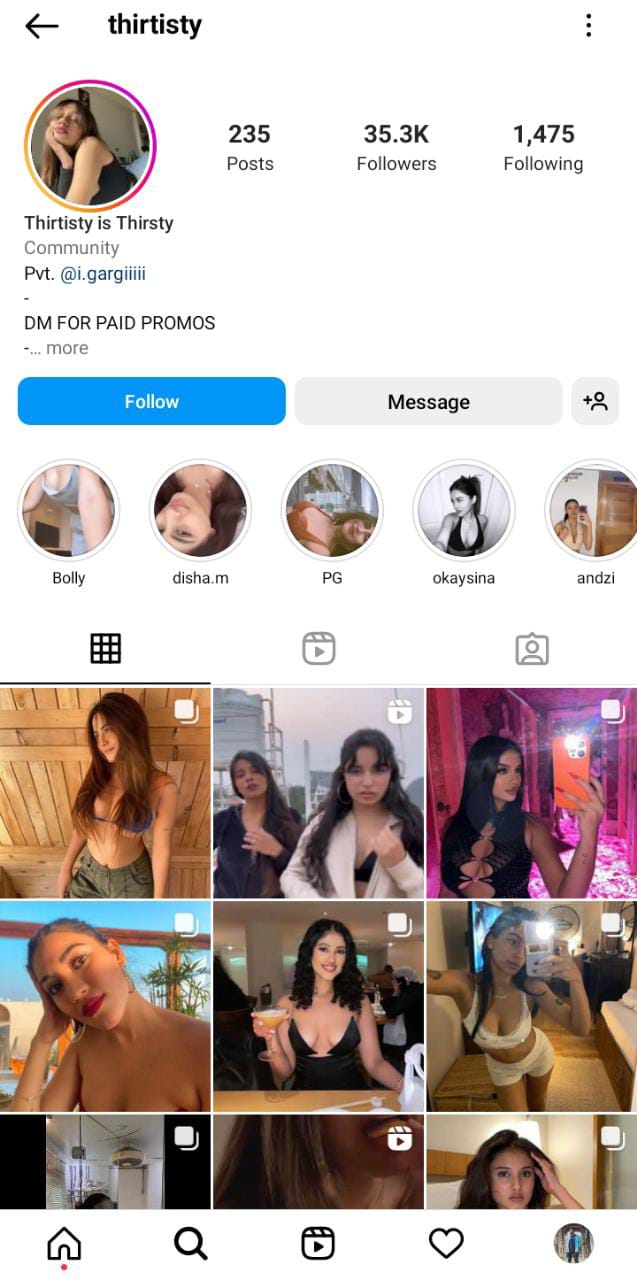 thirtisty
235
35.3K
1,475
Posts
Followers
Following
Thirtisty is Thirsty
Community
Pvt. @i.gargiiiii
-
DM FOR PAID PROMOS
-... more
Follow
Message
Bolly
disha.m
PG
okaysina
andzi